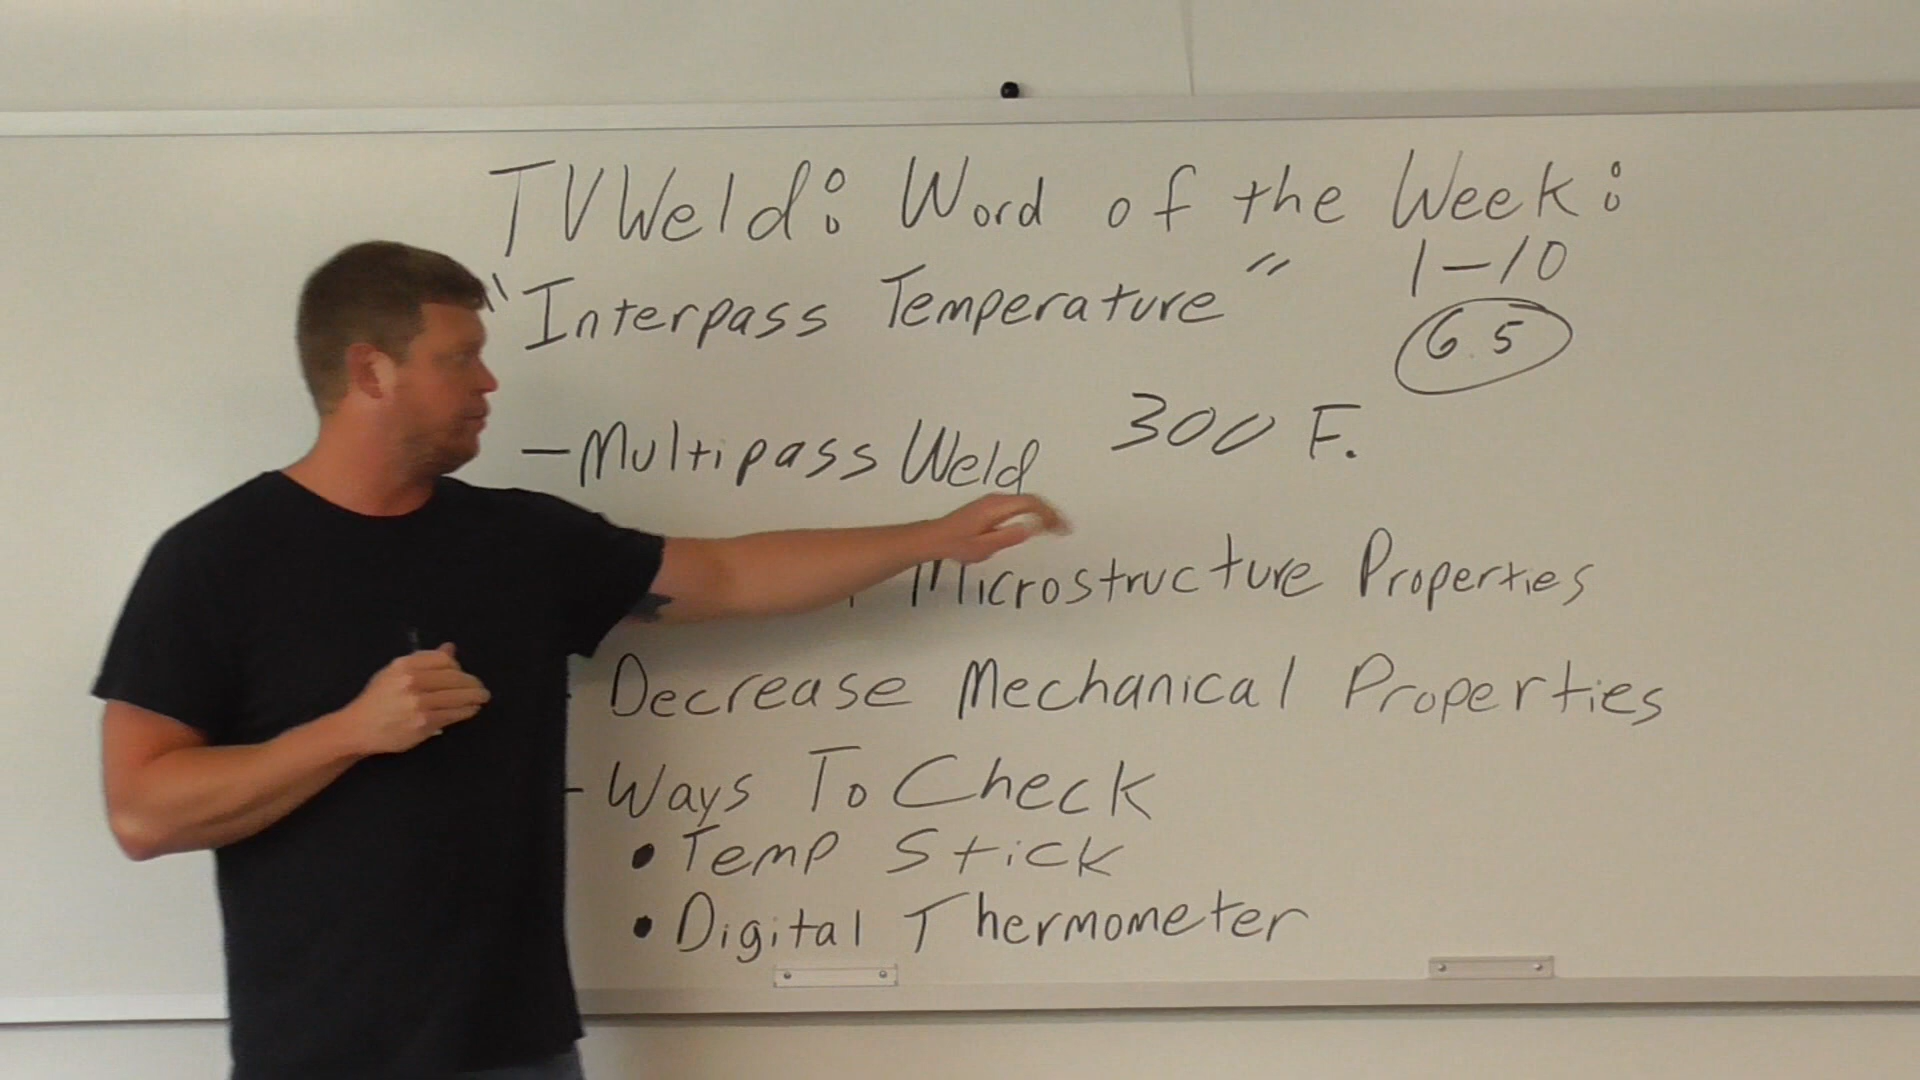 TVWeld: Word of the Week:
"Interpass Temperature" 1-10
6.5
-Multipass Weld 300 F.
Microstructure Properties
- Decrease Mechanical Properties
- Ways To Check
• Temp Stick
• Digital Thermometer